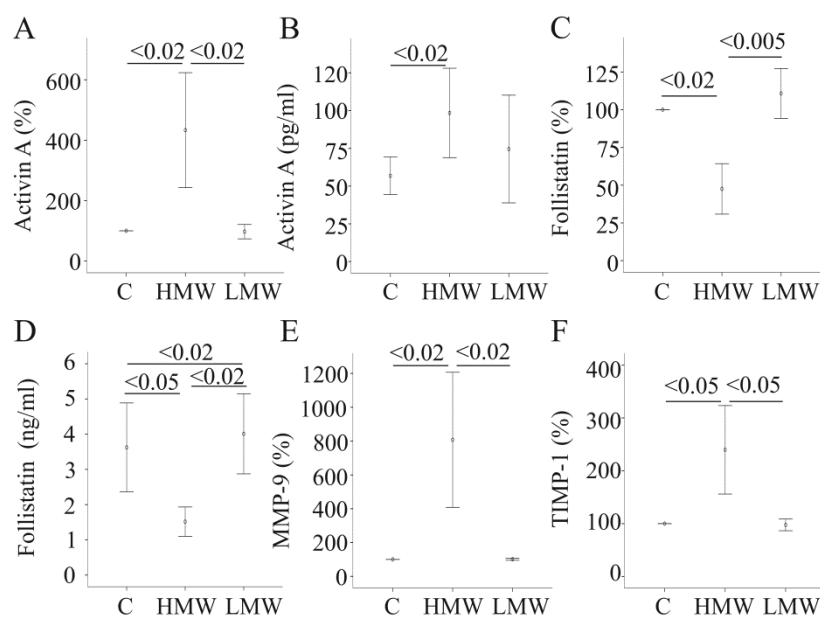 A
<0.02 <0.02
Activin A (%)
600
400
200
0
C HMW LMW
B
<0.02
Activin A (pg/ml)
120
100
75
50
25
0
C HMW LMW
C
<0.005
<0.02
Follistatin (%)
125
100
75
50
25
0
C HMW LMW
D
<0.02
<0.05 <0.02
Follistatin (ng/ml)
6
5
4
3
2
1
0
C HMW LMW
E
<0.02 <0.02
MMP-9 (%)
1200
1000
800
600
400
200
0
C HMW LMW
F
<0.05 <0.05
TIMP-1 (%)
400
300
200
100
0
C HMW LMW